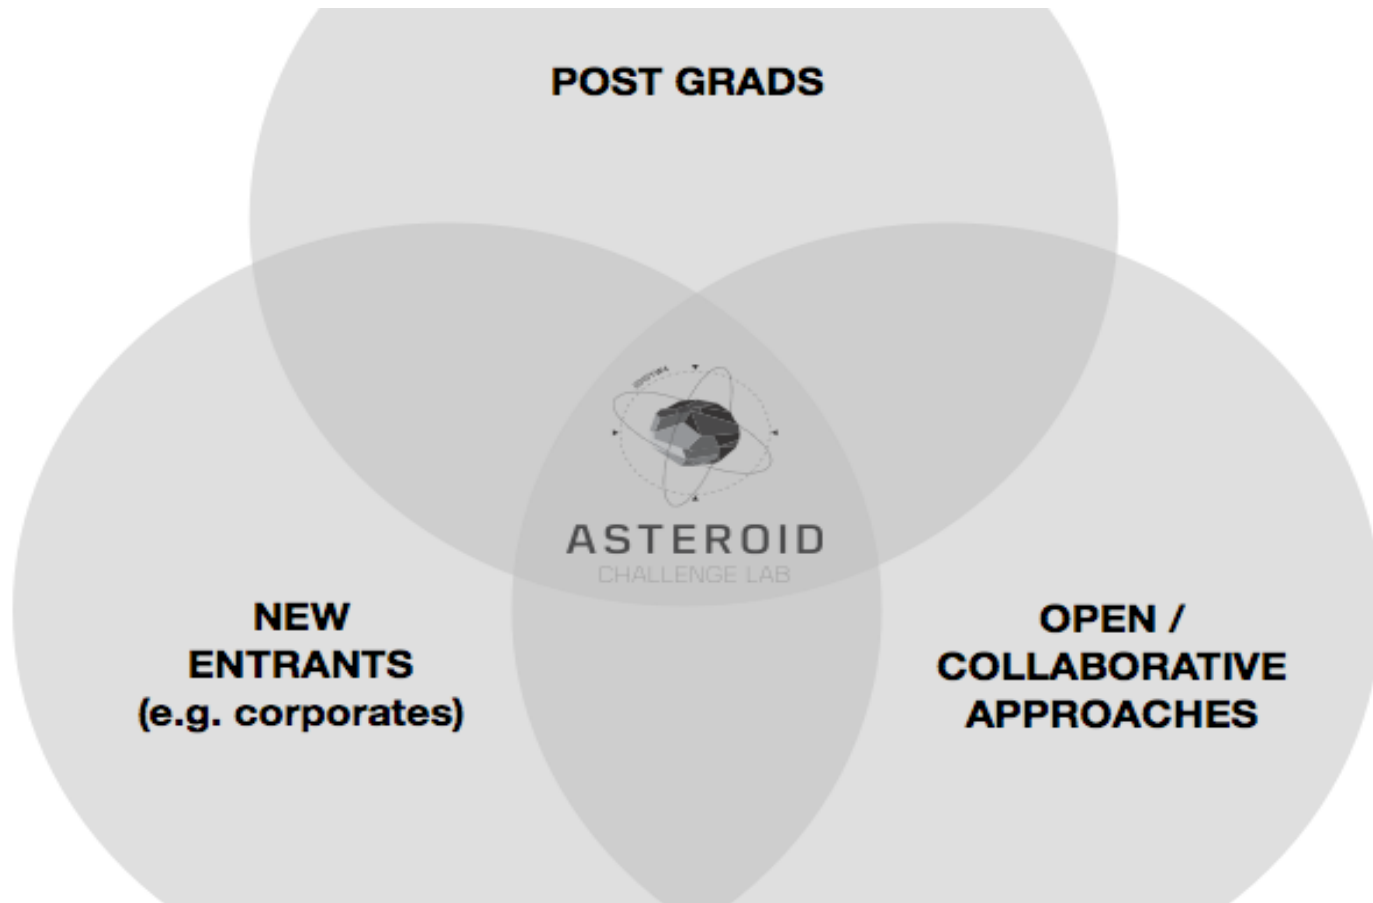 POST GRADS
ASTEROID
CHALLENGE LAB
NEW
ENTRANTS
(e.g. corporates)
OPEN /
COLLABORATIVE
APPROACHES